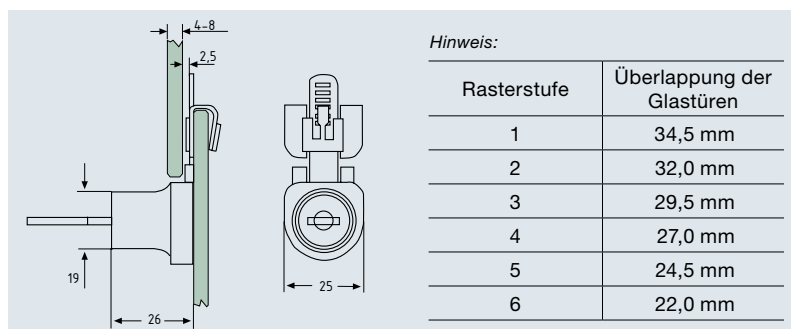 4-8
2,5
19
26
25
Hinweis:
Rasterstufe Überlappung der
Glastüren
1 34,5 mm
2 32,0 mm
3 29,5 mm
4 27,0 mm
5 24,5 mm
6 22,0 mm